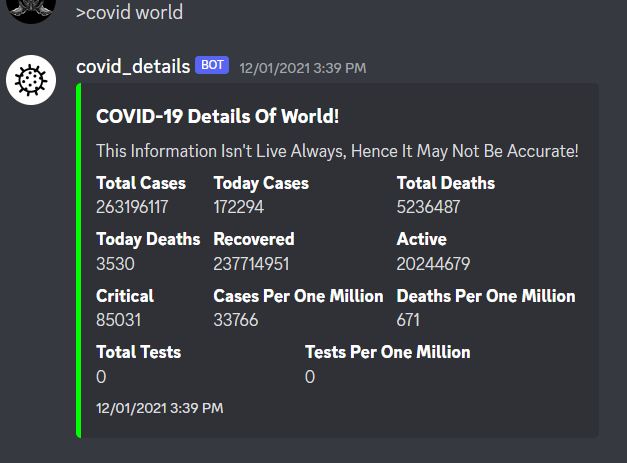 >covid world
covid_details BOT 12/01/2021 3:39 PM
COVID-19 Details Of World!
This Information Isn't Live Always, Hence It May Not Be Accurate!
Total Cases Today Cases Total Deaths
263196117 172294 5236487
Today Deaths Recovered Active
3530 237714951 20244679
Critical Cases Per One Million Deaths Per One Million
85031 33766 671
Total Tests Tests Per One Million
0 0
12/01/2021 3:39 PM